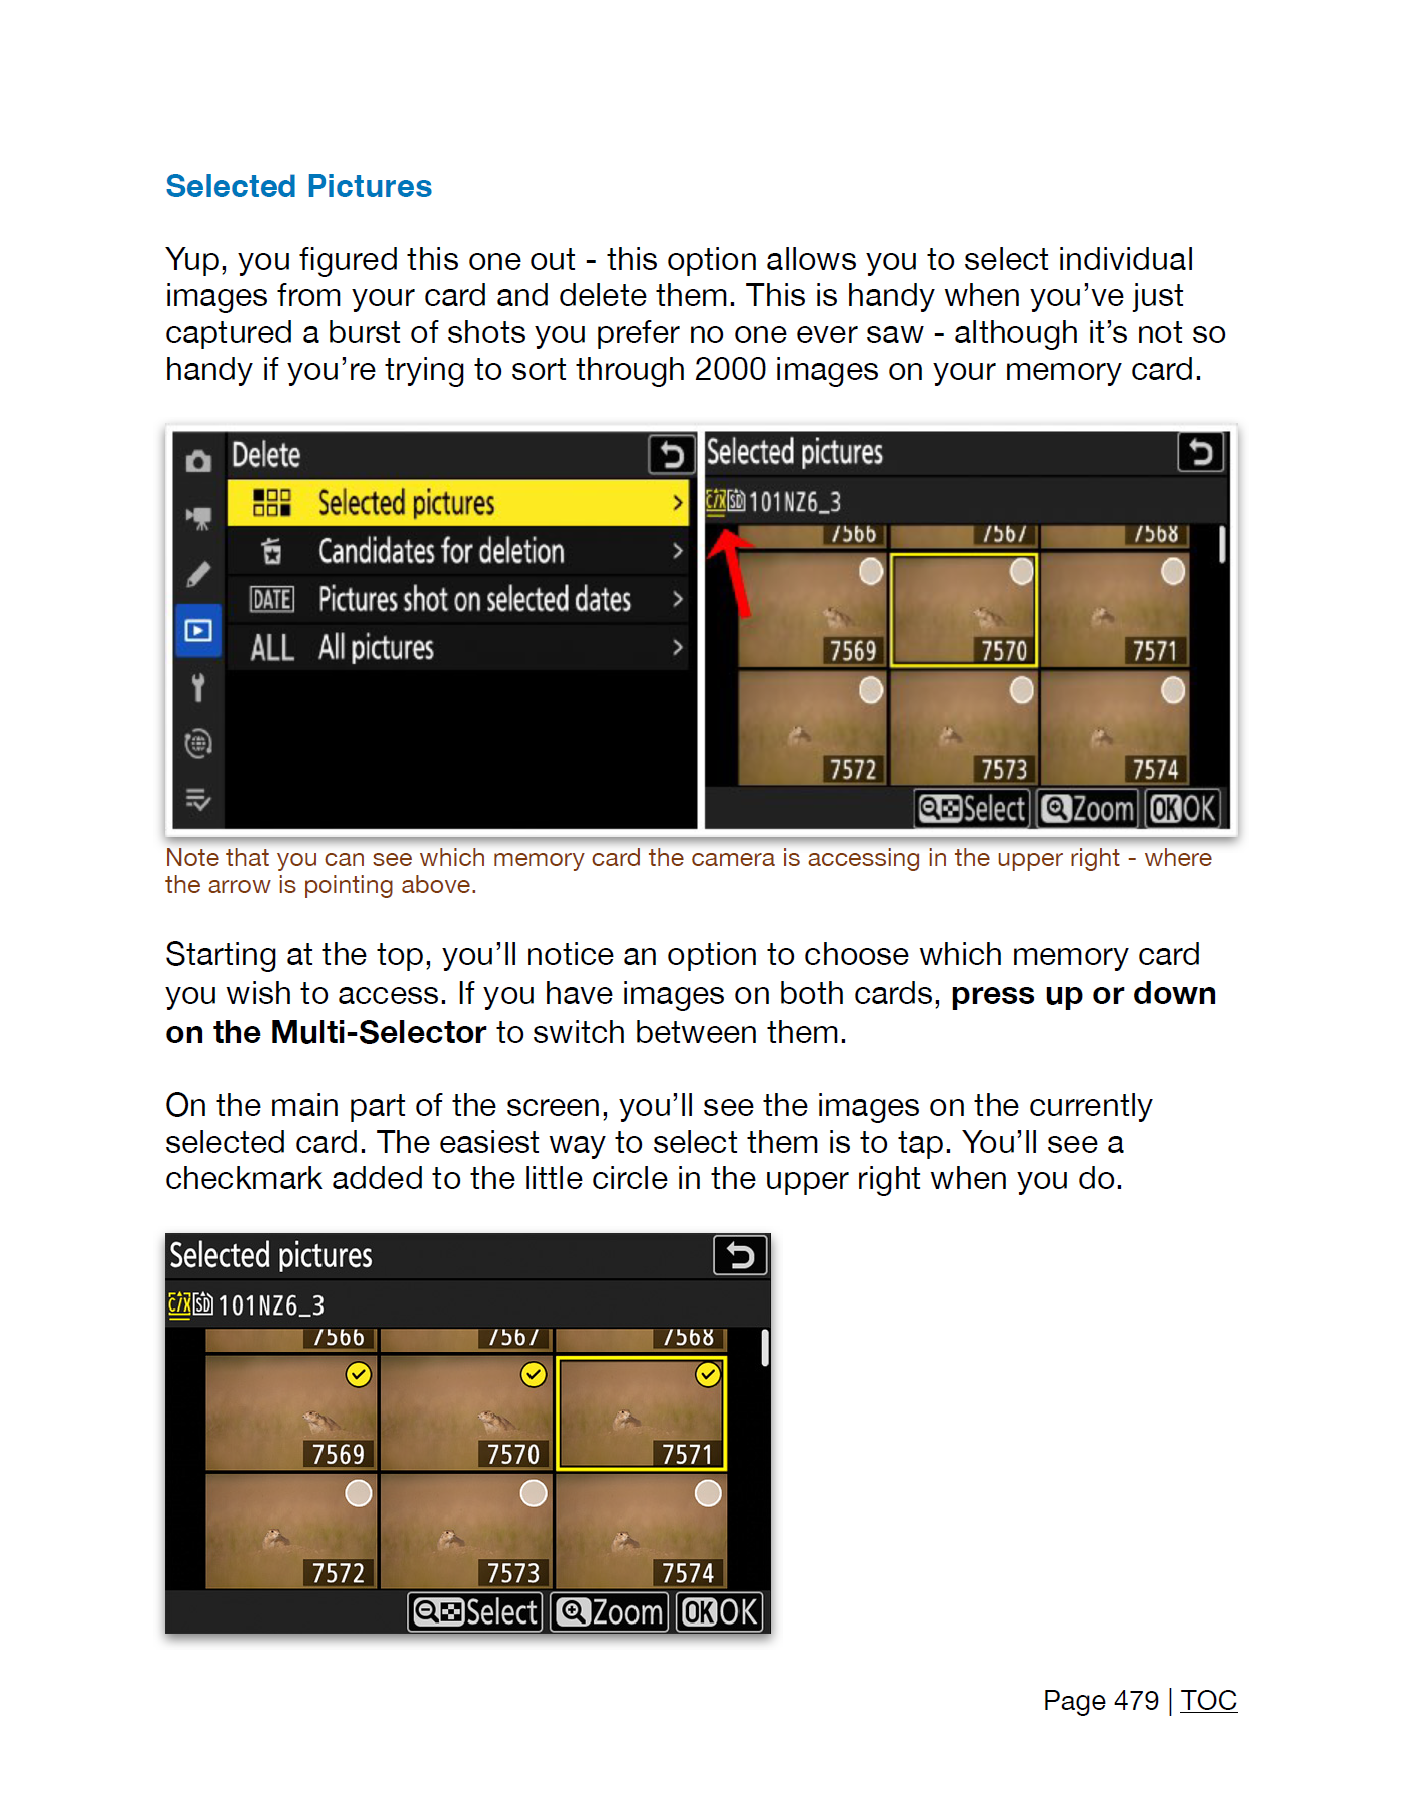 Selected Pictures
Yup, you figured this one out - this option allows you to select individual
images from your card and delete them. This is handy when you’ve just
captured a burst of shots you prefer no one ever saw - although it’s not so
handy if you’re trying to sort through 2000 images on your memory card.
Delete
Selected pictures
Candidates for deletion
DATE Pictures shot on selected dates
ALL All pictures
Selected pictures
C/X SD 101NZ6_3
7566 7567 7568
7569 7570 7571
7572 7573 7574
Select Zoom OK OK
Note that you can see which memory card the camera is accessing in the upper right - where
the arrow is pointing above.
Starting at the top, you’ll notice an option to choose which memory card
you wish to access. If you have images on both cards, press up or down
on the Multi-Selector to switch between them.
On the main part of the screen, you’ll see the images on the currently
selected card. The easiest way to select them is to tap. You’ll see a
checkmark added to the little circle in the upper right when you do.
Selected pictures
C/X SD 101NZ6_3
7566 7567 7568
7569 7570 7571
7572 7573 7574
Select Zoom OK OK
Page 479 | TOC